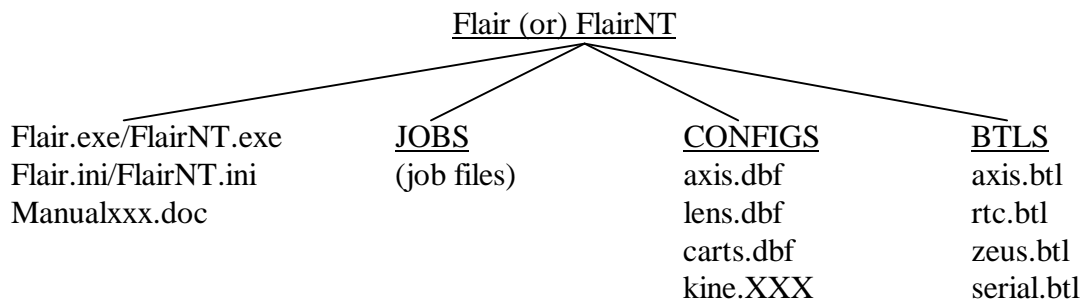 Flair (or) FlairNT
Flair.exe/FlairNT.exe
Flair.ini/FlairNT.ini
Manualxxx.doc
JOBS
(job files)
CONFIGS
axis.dbf
lens.dbf
carts.dbf
kine.XXX
BTLS
axis.btl
rtc.btl
zeus.btl
serial.btl